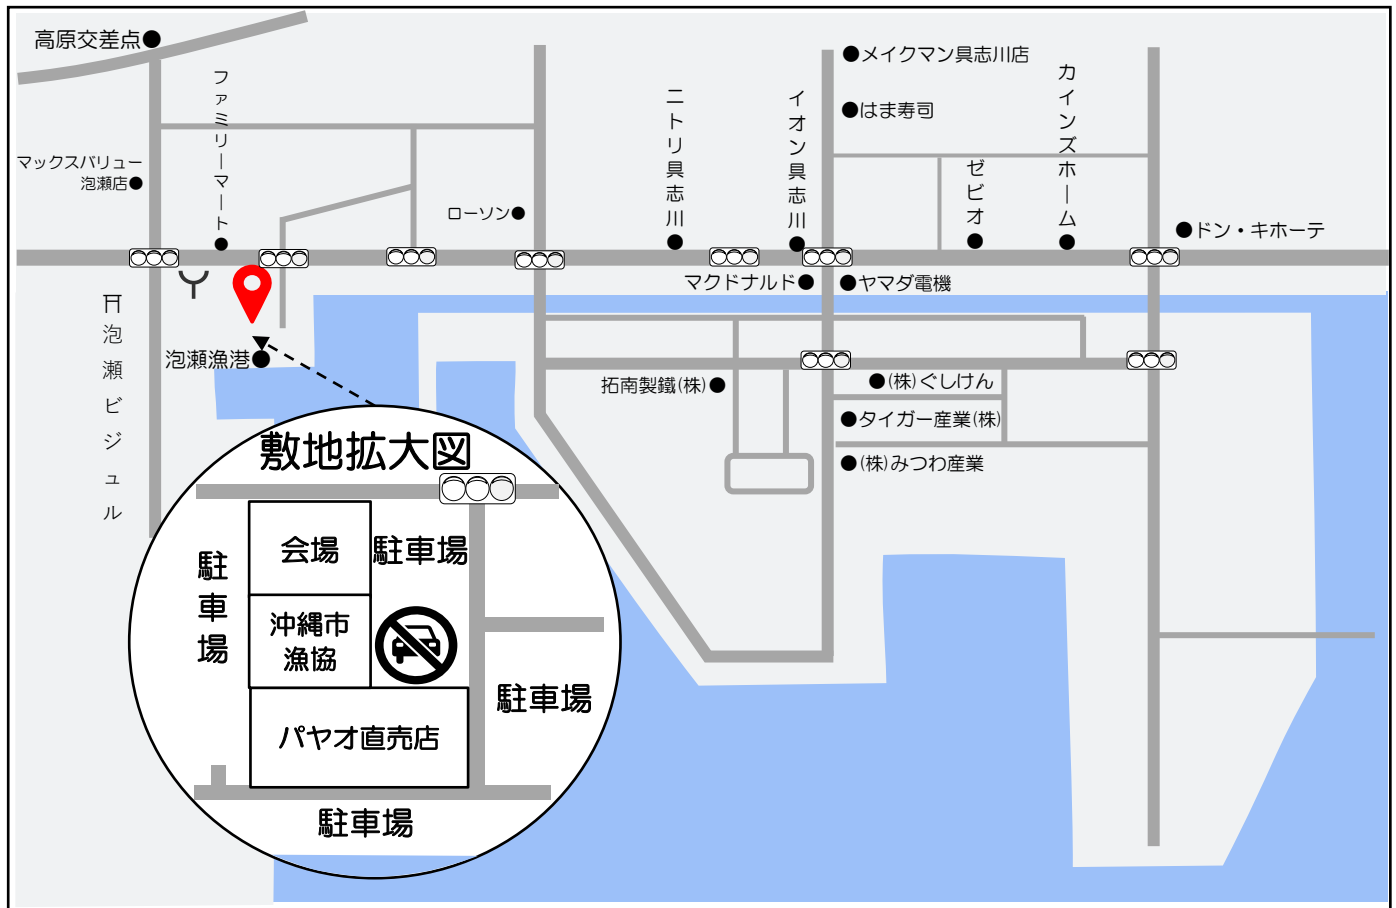 高原交差点
メイクマン具志川店
ファミリーマート
ニトリ具志川
イオン具志川
はま寿司
カインズホーム
マックスバリュー
泡瀬店
ゼビオ
ローソン
ドン・キホーテ
マクドナルド
ヤマダ電機
泡瀬ビジュル
泡瀬漁港
拓南製鐵(株)
(株)ぐしけん
タイガー産業(株)
(株)みつわ産業
敷地拡大図
会場
駐車場
駐車場
沖縄市
漁協
駐車場
パヤオ直売店
駐車場